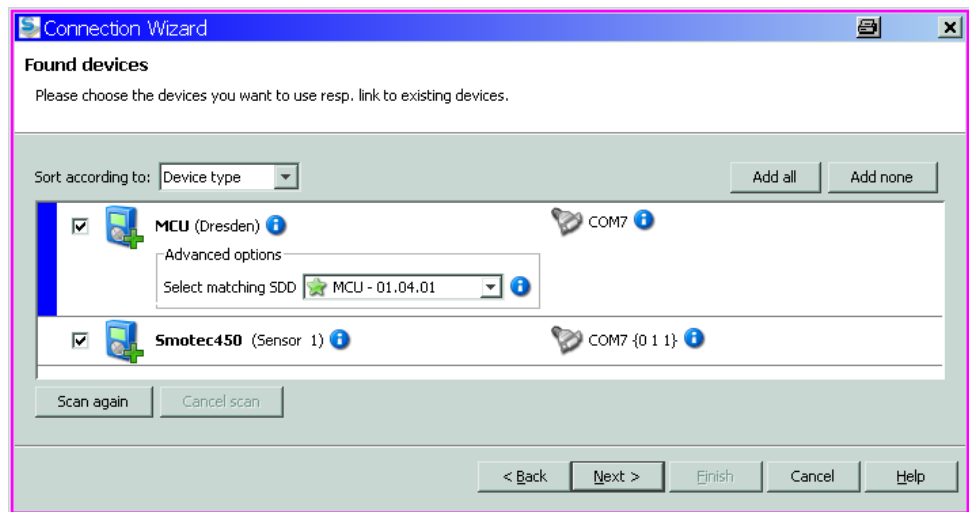 Connection Wizard
Found devices
Please choose the devices you want to use resp. link to existing devices.
Sort according to: Device type Add all Add none
MCU (Dresden) COM7
Advanced options
Select matching SDD MCU - 01.04.01
Smotec450 (Sensor 1) COM7 {0 1 1}
Scan again Cancel scan
< Back Next > Finish Cancel Help